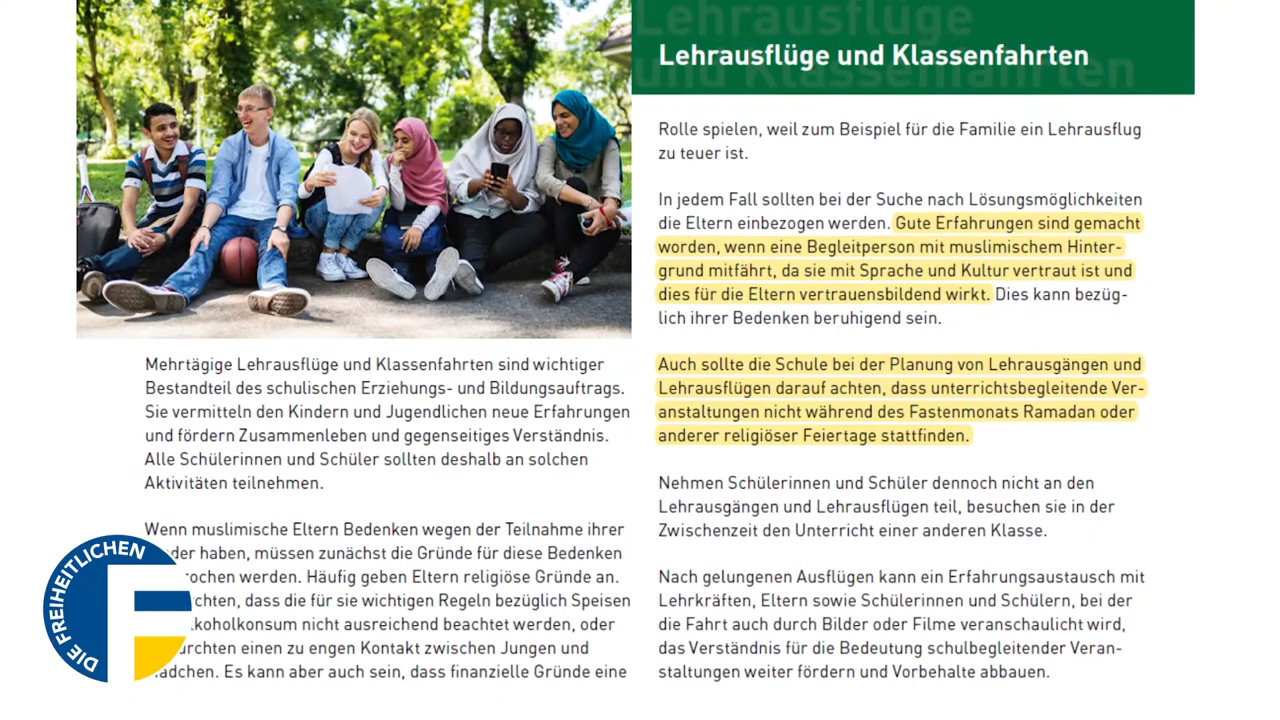 Lehrausflüge und Klassenfahrten
Mehrtägige Lehrausflüge und Klassenfahrten sind wichtiger
Bestandteil des schulischen Erziehungs- und Bildungsauftrags.
Sie vermitteln den Kindern und Jugendlichen neue Erfahrungen
und fördern Zusammenleben und gegenseitiges Verständnis.
Alle Schülerinnen und Schüler sollten deshalb an solchen
Aktivitäten teilnehmen.
Wenn muslimische Eltern Bedenken wegen der Teilnahme ihrer
haben, müssen zunächst die Gründe für diese Bedenken
werden. Häufig geben Eltern religiöse Gründe an.
dass die für sie wichtigen Regeln bezüglich Speisen
nicht ausreichend beachtet werden, oder
einen zu engen Kontakt zwischen Jungen und
Es kann aber auch sein, dass finanzielle Gründe eine
Rolle spielen, weil zum Beispiel für die Familie ein Lehrausflug
zu teuer ist.
In jedem Fall sollten bei der Suche nach Lösungsmöglichkeiten
die Eltern einbezogen werden. Gute Erfahrungen sind gemacht
worden, wenn eine Begleitperson mit muslimischem Hinter-
grund mitfährt, da sie mit Sprache und Kultur vertraut ist und
dies für die Eltern vertrauensbildend wirkt. Dies kann bezüg-
lich ihrer Bedenken beruhigend sein.
Auch sollte die Schule bei der Planung von Lehrausgängen und
Lehrausflügen darauf achten, dass unterrichtsbegleitende Ver-
anstaltungen nicht während des Fastenmonats Ramadan oder
anderer religiöser Feiertage stattfinden.
Nehmen Schülerinnen und Schüler dennoch nicht an den
Lehrausgängen und Lehrausflügen teil, besuchen sie in der
Zwischenzeit den Unterricht einer anderen Klasse.
Nach gelungenen Ausflügen kann ein Erfahrungsaustausch mit
Lehrkräften, Eltern sowie Schülerinnen und Schülern, bei der
die Fahrt auch durch Bilder oder Filme veranschaulicht wird,
das Verständnis für die Bedeutung schulbegleitender Veran-
staltungen weiter fördern und Vorbehalte abbauen.
DIE FREIHEITLICHEN
F